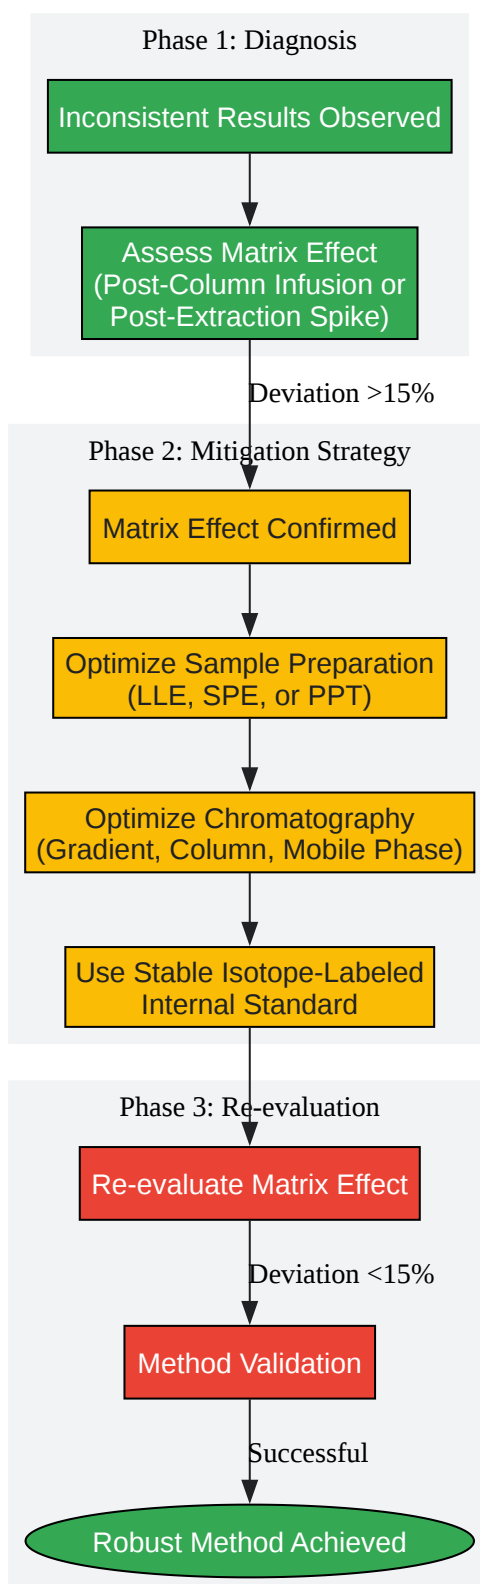 Phase 1: Diagnosis
Inconsistent Results Observed
Assess Matrix Effect
(Post-Column Infusion or
Post-Extraction Spike)
Deviation >15%
Phase 2: Mitigation Strategy
Matrix Effect Confirmed
Optimize Sample Preparation
(LLE, SPE, or PPT)
Optimize Chromatography
(Gradient, Column, Mobile Phase)
Use Stable Isotope-Labeled
Internal Standard
Phase 3: Re-evaluation
Re-evaluate Matrix Effect
Deviation <15%
Method Validation
Successful
Robust Method Achieved